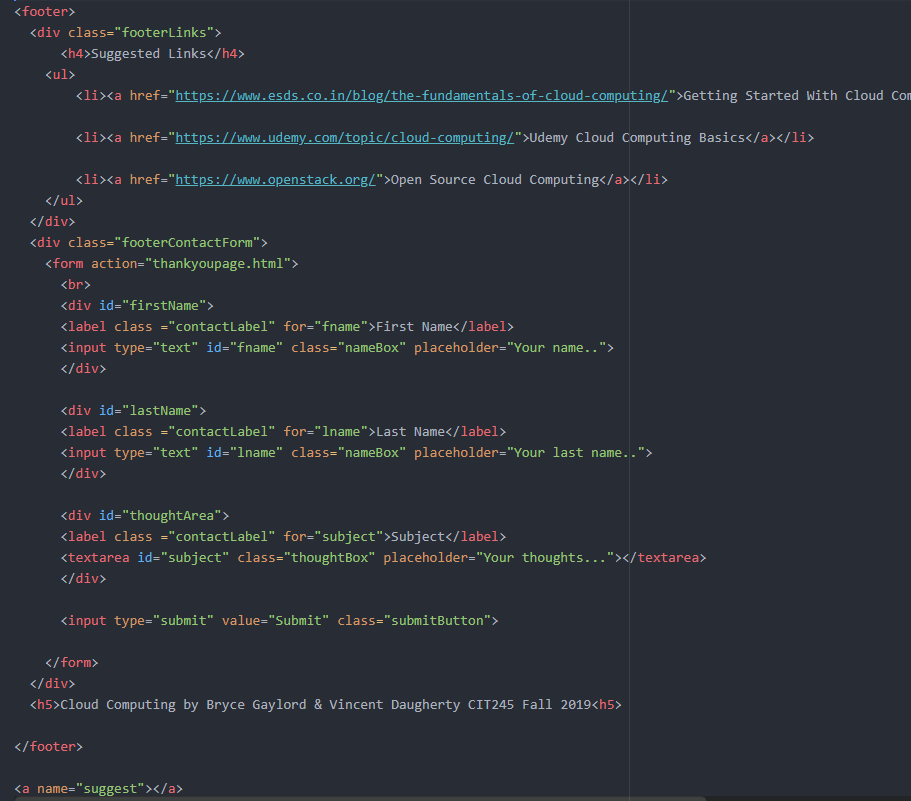 <footer>
<div class="footerLinks">
<h4>Suggested Links</h4>
<ul>
<li><a href="https://www.esds.co.in/blog/the-fundamentals-of-cloud-computing/">Getting Started With Cloud
<li><a href="https://www.udemy.com/topic/cloud-computing/">Udemy Cloud Computing Basics</a></li>
<li><a href="https://www.openstack.org/">Open Source Cloud Computing</a></li>
</ul>
</div>
<div class="footerContactForm">
<form action="thankyoupage.html">
<br>
<div id="firstName">
<label class ="contactLabel" for="fname">First Name</label>
<input type="text" id="fname" class="nameBox" placeholder="Your name..">
</div>
<div id="lastName">
<label class ="contactLabel" for="lname">Last Name</label>
<input type="text" id="lname" class="nameBox" placeholder="Your last name..">
</div>
<div id="thoughtArea">
<label class ="contactLabel" for="subject">Subject</label>
<textarea id="subject" class="thoughtBox" placeholder="Your thoughts..."></textarea>
</div>
<input type="submit" value="Submit" class="submitButton">
</form>
</div>
<h5>Cloud Computing by Bryce Gaylord & Vincent Daugherty CIT245 Fall 2019<h5>
</footer>
<a name="suggest"></a>